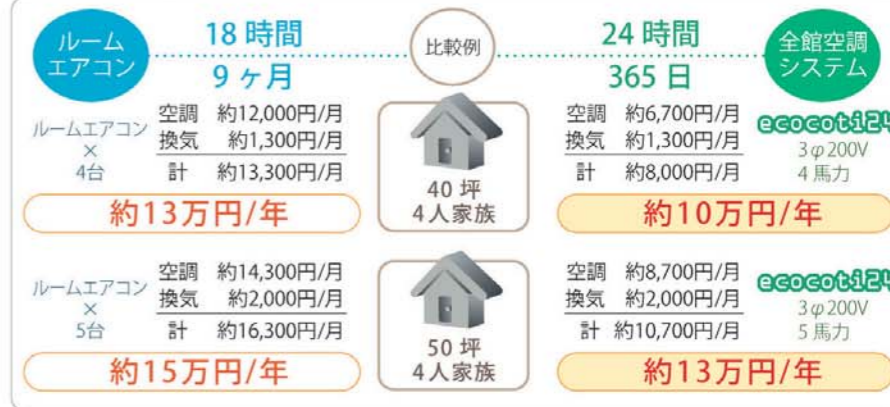 ルーム
エアコン
18 時間
9 ヶ月
比較例
24 時間
365 日
全館空調
システム
ルームエアコン
×
4台
空調 約12,000円/月
換気 約1,300円/月
計 約13,300円/月
約13万円/年
40 坪
4人家族
空調 約6,700円/月
換気 約1,300円/月
計 約8,000円/月
ecocoti24
3φ200V
4 馬力
約10万円/年
ルームエアコン
×
5台
空調 約14,300円/月
換気 約2,000円/月
計 約16,300円/月
約15万円/年
50 坪
4人家族
空調 約8,700円/月
換気 約2,000円/月
計 約10,700円/月
ecocoti24
3φ200V
5 馬力
約13万円/年